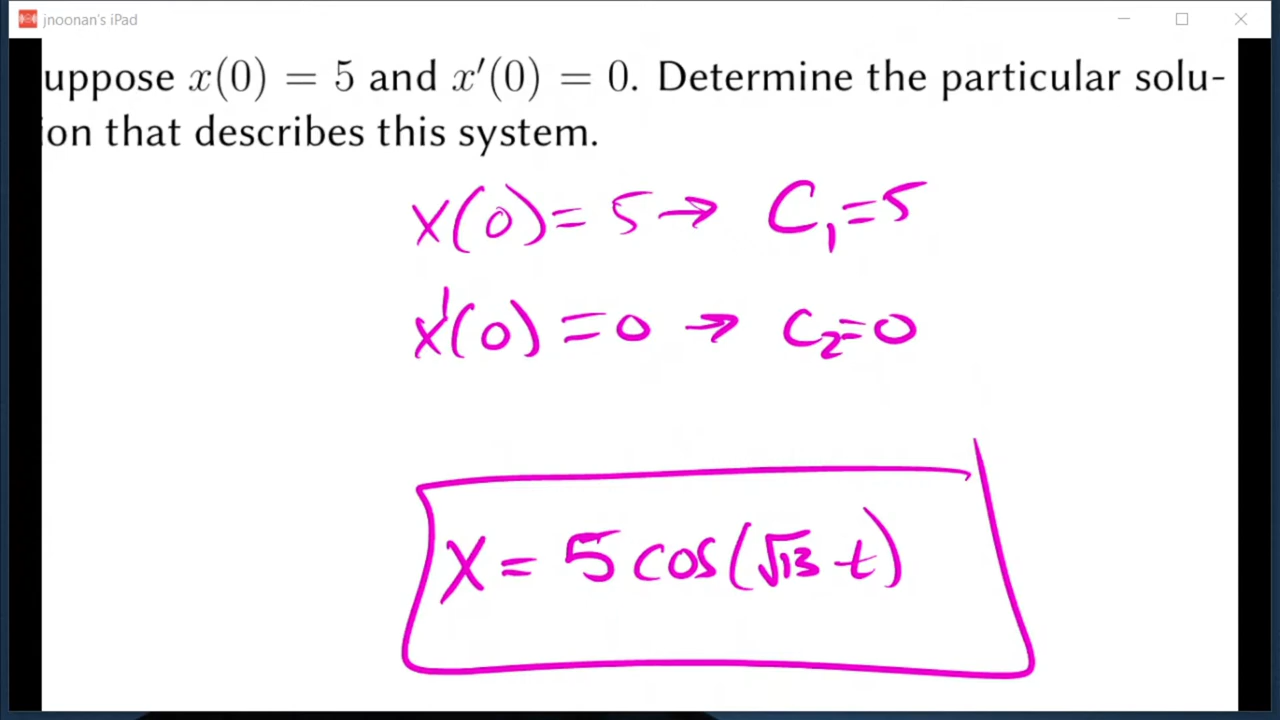 jnoonan's iPad
uppose x(0) = 5 and x′(0) = 0. Determine the particular solu-
ion that describes this system.
x(0) = 5 → C₁ = 5
x'(0) = 0 → C₂ = 0
x = 5 cos(√13 t)